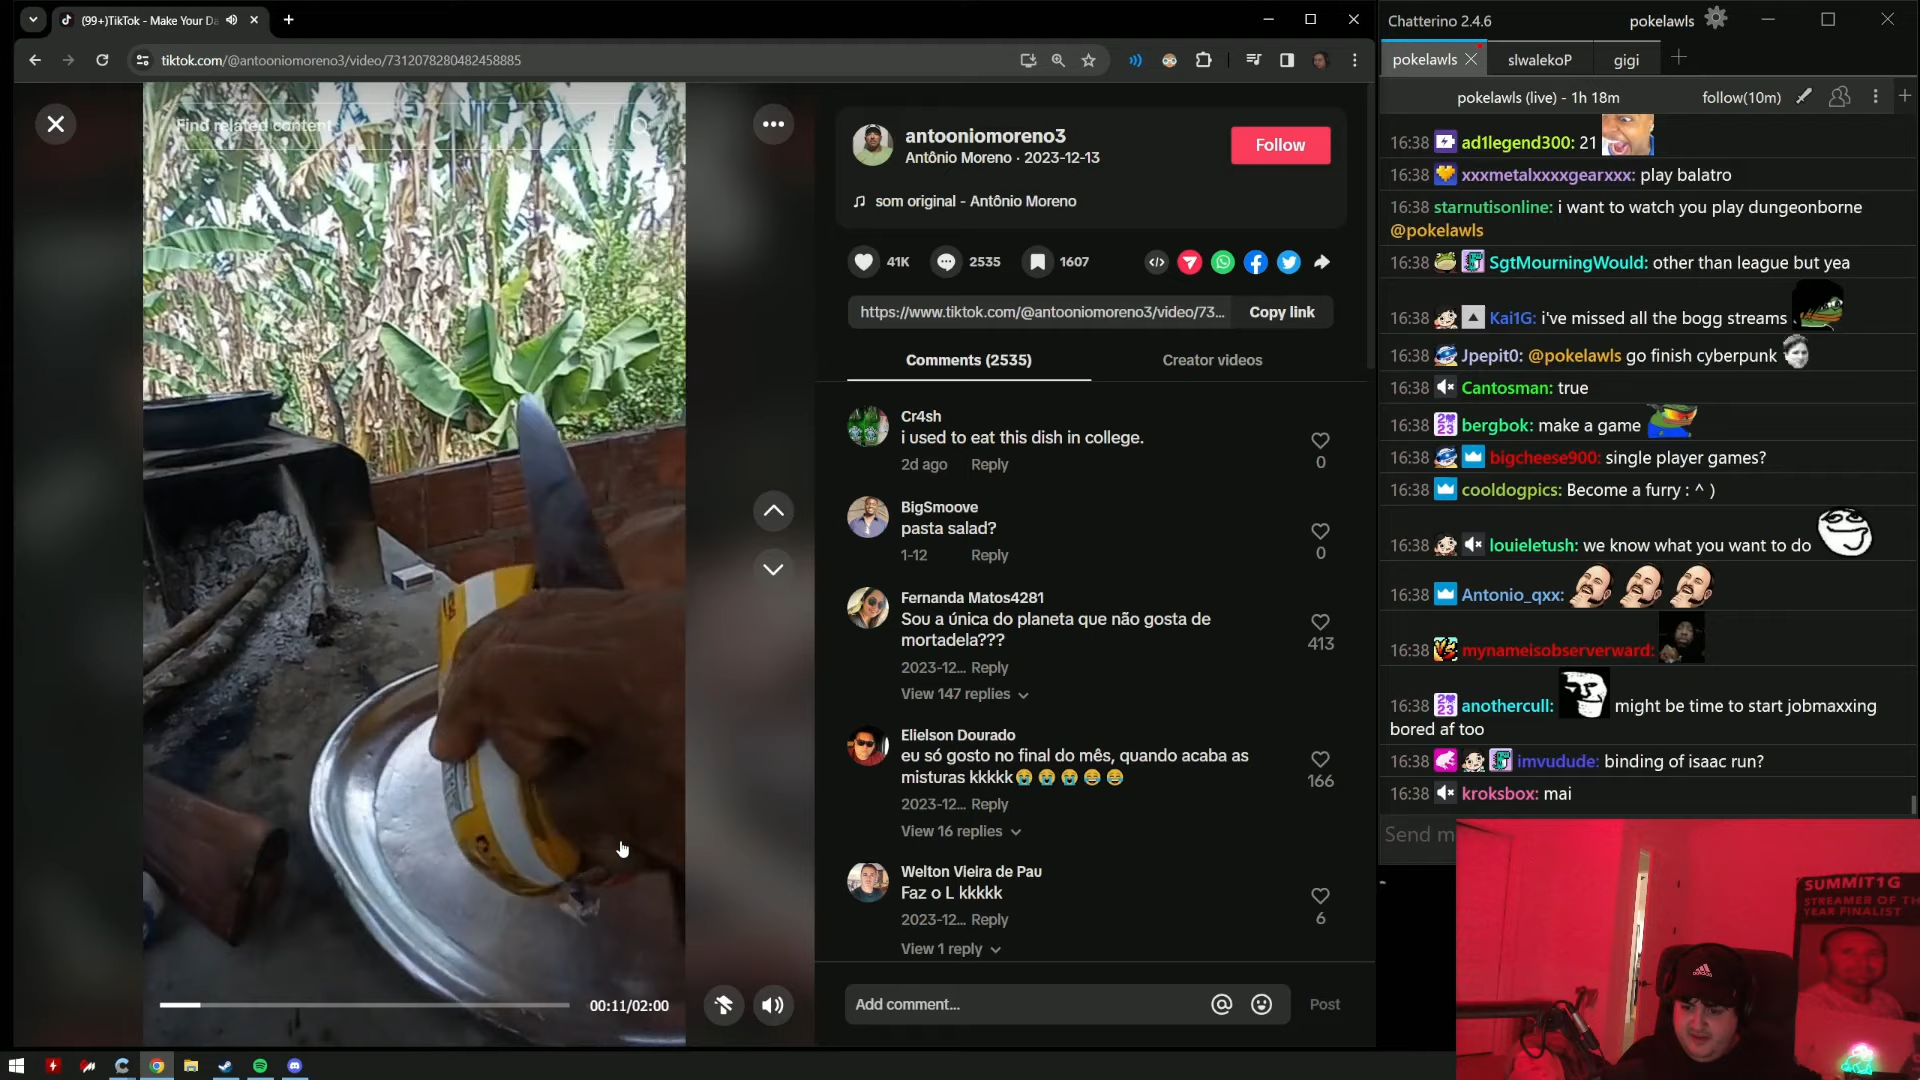 (99+)TikTok - Make Your Da
tiktok.com/@antooniomoreno3/video/7312078280482458885
Find related content
00:11/02:00
antooniomoreno3
Antônio Moreno · 2023-12-13
Follow
som original - Antônio Moreno
41K
2535
1607
https://www.tiktok.com/@antooniomoreno3/video/73...
Copy link
Comments (2535)
Creator videos
Cr4sh
i used to eat this dish in college.
2d ago Reply
0
BigSmoove
pasta salad?
1-12 Reply
0
Fernanda Matos4281
Sou a única do planeta que não gosta de
mortadela???
413
2023-12... Reply
View 147 replies
Elielson Dourado
eu só gosto no final do mês, quando acaba as
misturas kkkkk😭😭😭😂😂
166
2023-12... Reply
View 16 replies
Welton Vieira de Pau
Faz o L kkkkk
6
2023-12... Reply
View 1 reply
Add comment...
Post
Chatterino 2.4.6
pokelawls
pokelawls
slwalekoP
gigi
pokelawls (live) - 1h 18m
follow(10m)
16:38 ad1legend300: 21
16:38 xxxmetalxxxxgearxxx: play balatro
16:38 starnutisonline: i want to watch you play dungeonborne
@pokelawls
16:38 SgtMourningWould: other than league but yea
16:38 Kai1G: i've missed all the bogg streams
16:38 Jpepit0: @pokelawls go finish cyberpunk
16:38 Cantosman: true
16:38 bergbok: make a game
16:38 bigcheese900: single player games?
16:38 cooldogpics: Become a furry : ^ )
16:38 louieletush: we know what you want to do
16:38 Antonio_qxx:
16:38 mynameisobserverward:
16:38 anothercull: might be time to start jobmaxxing
bored af too
16:38 imvudude: binding of isaac run?
16:38 kroksbox: mai
Send m
SUMMIT1G
STREAMER OF TH
YEAR FINALIST